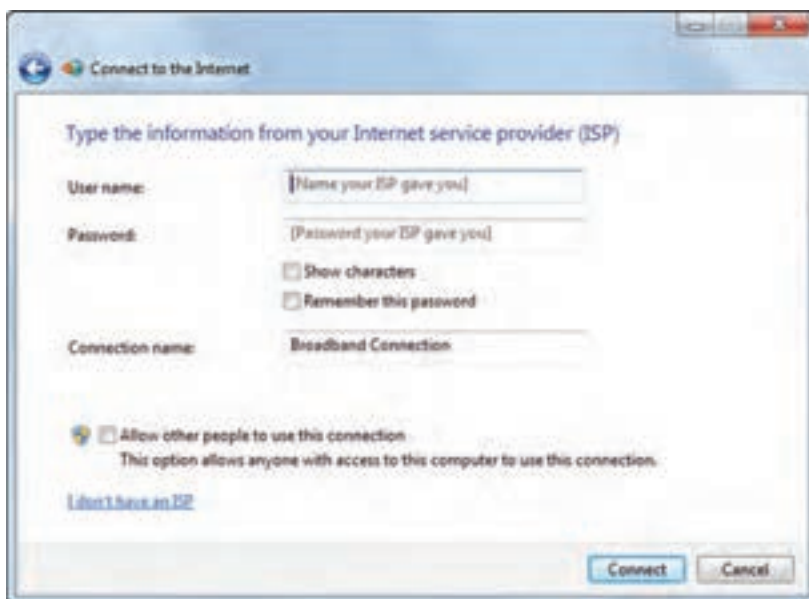 Connect to the Internet
Type the information from your Internet service provider (ISP)
User name:
[Name your ISP gave you]
Password:
[Password your ISP gave you]
Show characters
Remember this password
Connection name:
Broadband Connection
Allow other people to use this connection
This option allows anyone with access to this computer to use this connection.
I don't have an ISP
Connect
Cancel